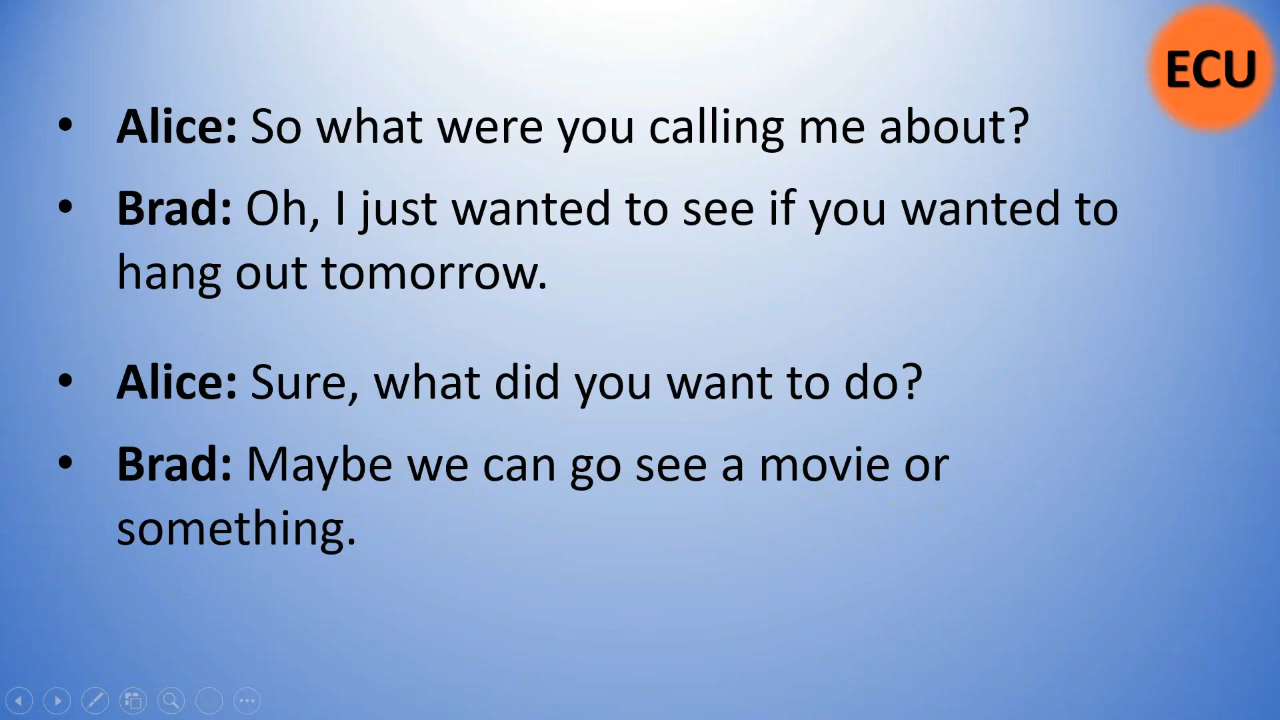 ECU
• Alice: So what were you calling me about?
• Brad: Oh, I just wanted to see if you wanted to
hang out tomorrow.
• Alice: Sure, what did you want to do?
• Brad: Maybe we can go see a movie or
something.